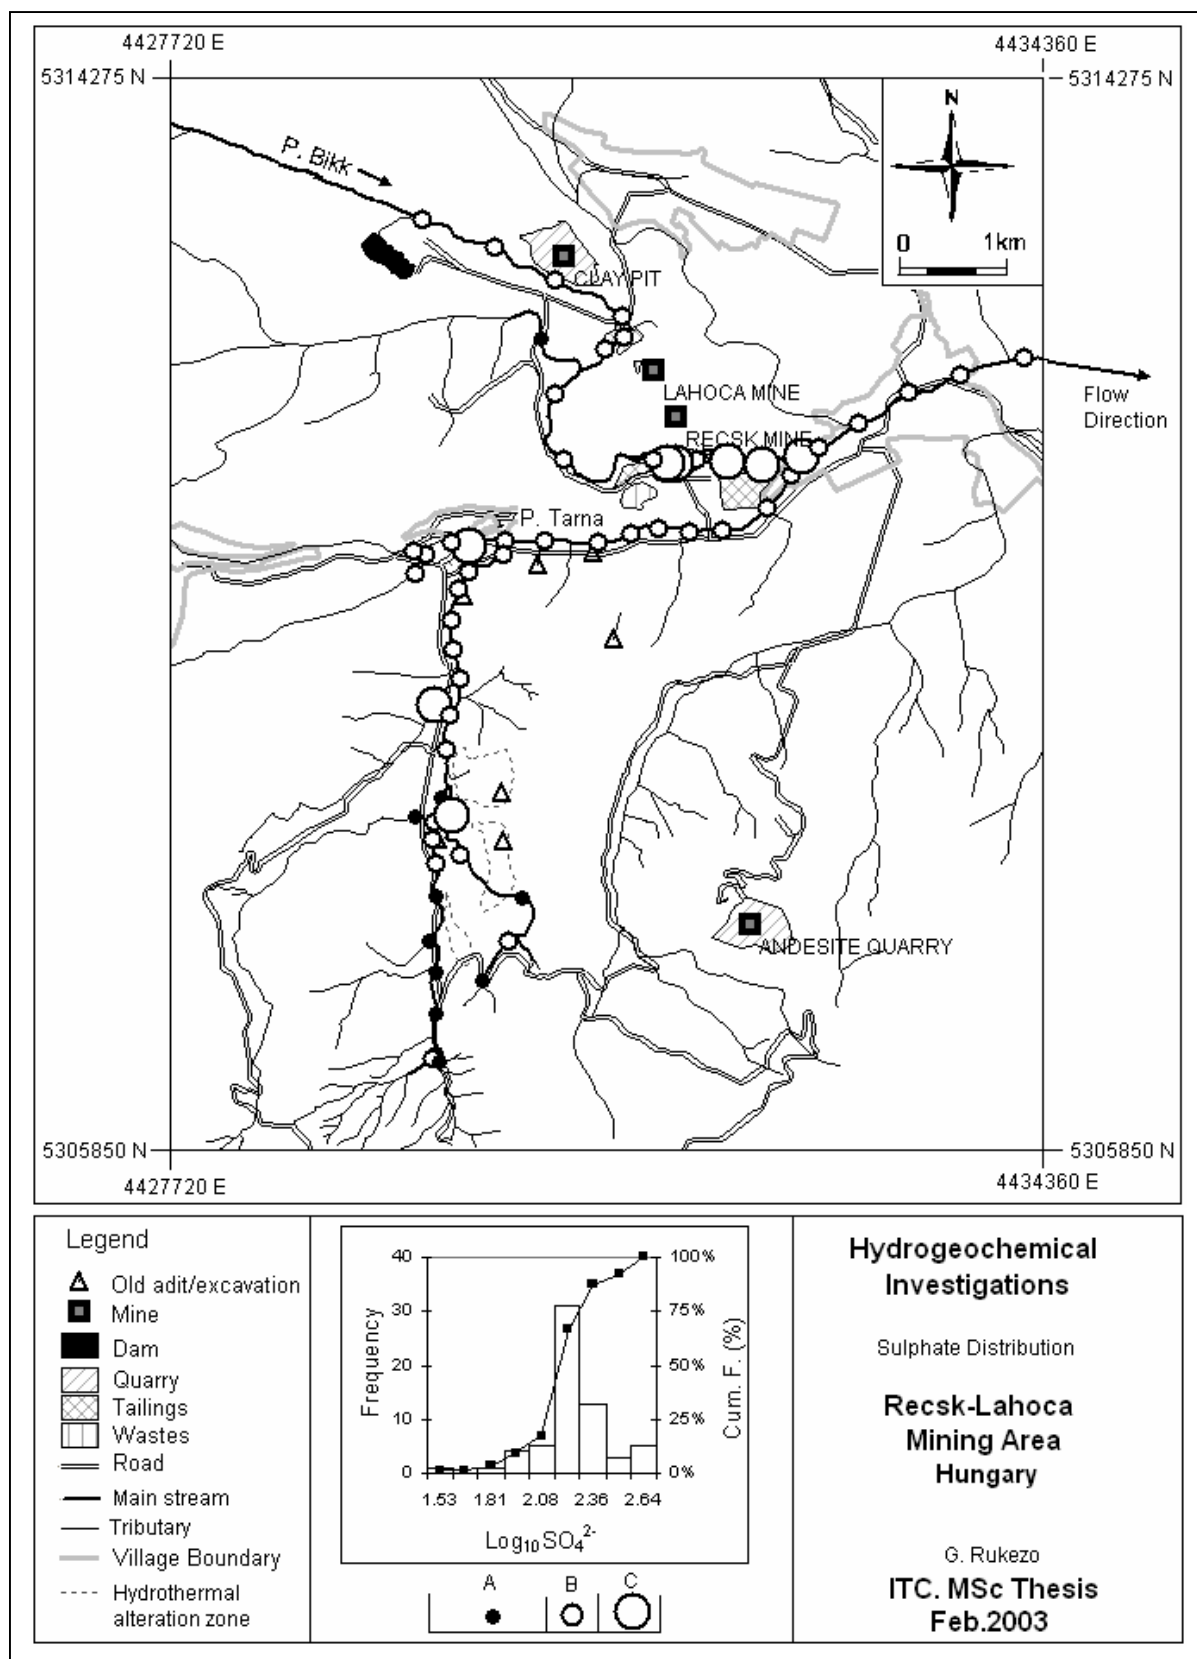 4427720 E
4434360 E
5314275 N
5314275 N
N
P. Bikk
0 1km
CLAY PIT
LAHOCA MINE
Flow
Direction
RECSK MINE
P. Tarna
ANDESITE QUARRY
5305850 N
5305850 N
4427720 E
4434360 E
Legend
Old adit/excavation
Mine
Dam
Quarry
Tailings
Wastes
Road
Main stream
Tributary
Village Boundary
Hydrothermal
alteration zone
Frequency
40
30
20
10
0
100%
75%
50%
25%
0%
Cum. F. (%)
1.53 1.81 2.08 2.36 2.64
Log10SO4 2-
A B C
Hydrogeochemical
Investigations
Sulphate Distribution
Recsk-Lahoca
Mining Area
Hungary
G. Rukezo
ITC. MSc Thesis
Feb.2003